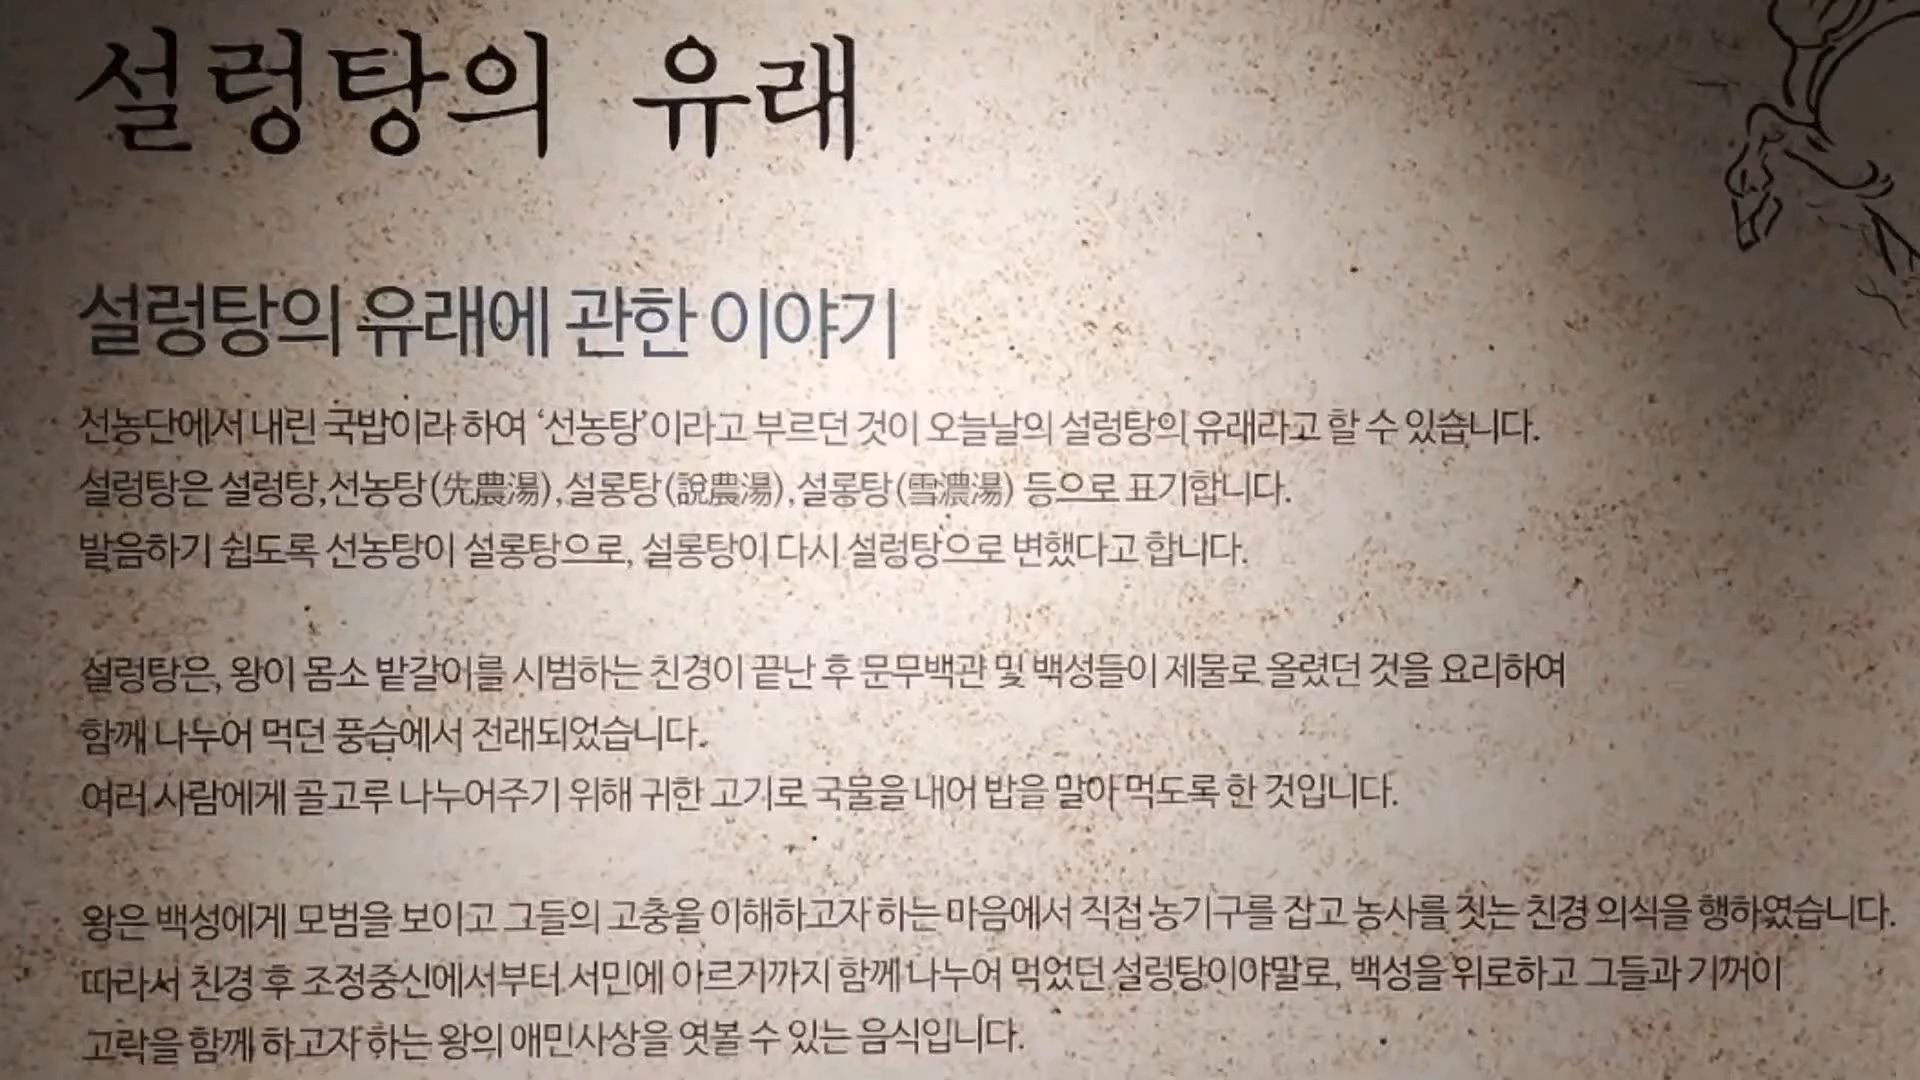 설렁탕의 유래
설렁탕의 유래에 관한 이야기
선농단에서 내린 국밥이라 하여 ‘선농탕’이라고 부르던 것이 오늘날의 설렁탕의 유래라고 할 수 있습니다.
설렁탕은 설렁탕,선농탕(先農湯),설롱탕(說農湯),설롱탕(雪濃湯) 등으로 표기합니다.
발음하기 쉽도록 선농탕이 설롱탕으로, 설롱탕이 다시 설렁탕으로 변했다고 합니다.
설렁탕은, 왕이 몸소 밭갈어를 시범하는 친경이 끝난 후 문무백관 및 백성들이 제물로 올렸던 것을 요리하여
함께 나누어 먹던 풍습에서 전래되었습니다.
여러 사람에게 골고루 나누어주기 위해 귀한 고기로 국물을 내어 밥을 말아 먹도록 한 것입니다.
왕은 백성에게 모범을 보이고 그들의 고충을 이해하고자 하는 마음에서 직접 농기구를 잡고 농사를 짓는 친경 의식을 행하였습니다.
따라서 친경 후 조정중신에서부터 서민에 아르기까지 함께 나누어 먹었던 설렁탕이야말로, 백성을 위로하고 그들과 기꺼이
고락을 함께 하고자 하는 왕의 애민사상을 엿볼 수 있는 음식입니다.